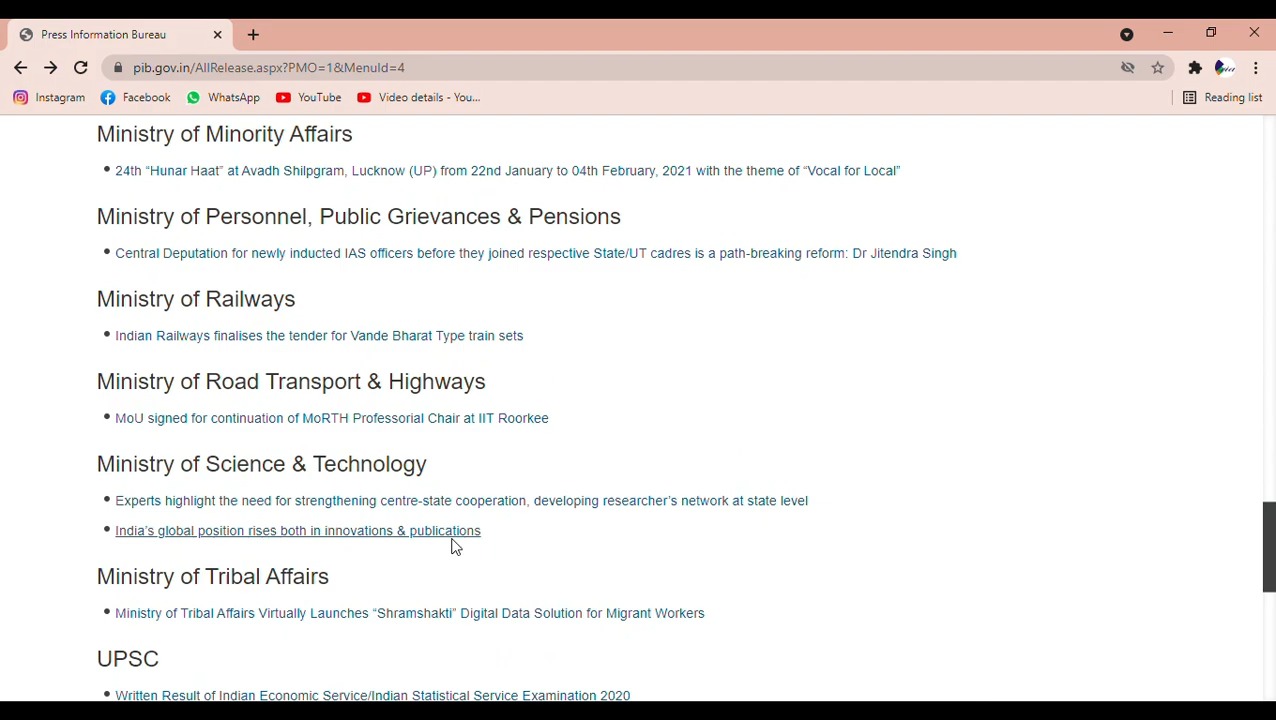 Press Information Bureau
pib.gov.in/AllRelease.aspx?PMO=1&MenuId=4
Instagram Facebook WhatsApp YouTube Video details - You... Reading list
Ministry of Minority Affairs
24th “Hunar Haat” at Avadh Shilpgram, Lucknow (UP) from 22nd January to 04th February, 2021 with the theme of “Vocal for Local”
Ministry of Personnel, Public Grievances & Pensions
Central Deputation for newly inducted IAS officers before they joined respective State/UT cadres is a path-breaking reform: Dr Jitendra Singh
Ministry of Railways
Indian Railways finalises the tender for Vande Bharat Type train sets
Ministry of Road Transport & Highways
MoU signed for continuation of MoRTH Professorial Chair at IIT Roorkee
Ministry of Science & Technology
Experts highlight the need for strengthening centre-state cooperation, developing researcher’s network at state level
India’s global position rises both in innovations & publications
Ministry of Tribal Affairs
Ministry of Tribal Affairs Virtually Launches “Shramshakti” Digital Data Solution for Migrant Workers
UPSC
Written Result of Indian Economic Service/Indian Statistical Service Examination 2020